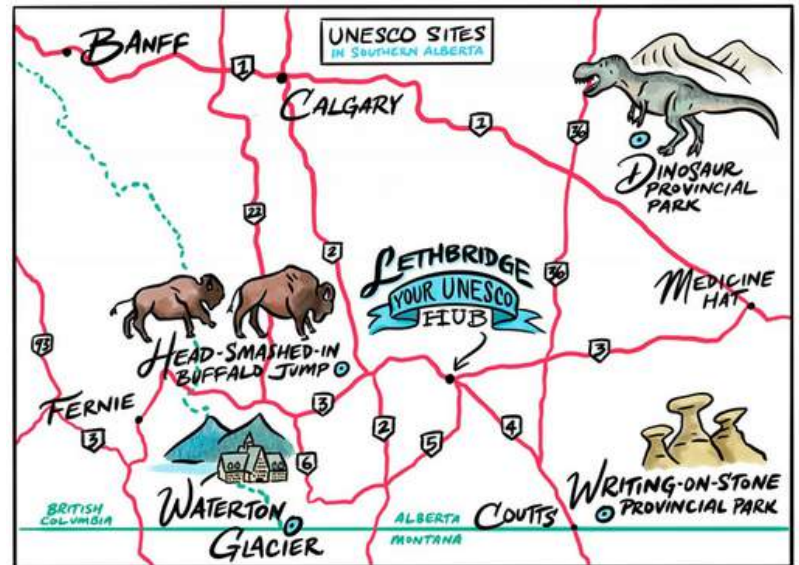 BANFF
UNESCO SITES
IN SOUTHERN ALBERTA
1
CALGARY
1
36
DINOSAUR
PROVINCIAL
PARK
22
2
LETHBRIDGE
YOUR UNESCO
HUB
36
MEDICINE
HAT
93
HEAD-SMASHED-IN
BUFFALO JUMP
3
FERNIE
3
3
2
5
4
6
WATERTON
GLACIER
BRITISH
COLUMBIA
ALBERTA
MONTANA
COUTTS
WRITING-ON-STONE
PROVINCIAL PARK